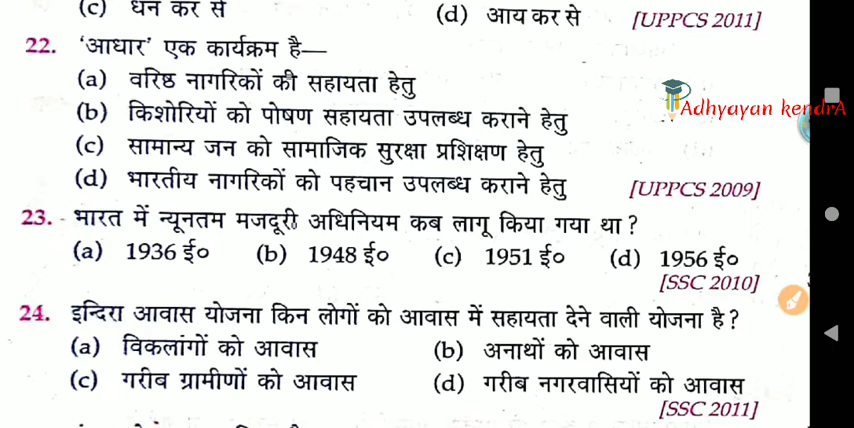 (c) धन कर से (d) आय कर से [UPPCS 2011]
22. ‘आधार’ एक कार्यक्रम है—
(a) वरिष्ठ नागरिकों की सहायता हेतु
(b) किशोरियों को पोषण सहायता उपलब्ध कराने हेतु
Adhyayan kendrA
(c) सामान्य जन को सामाजिक सुरक्षा प्रशिक्षण हेतु
(d) भारतीय नागरिकों को पहचान उपलब्ध कराने हेतु [UPPCS 2009]
23. भारत में न्यूनतम मजदूरी अधिनियम कब लागू किया गया था ?
(a) 1936 ई० (b) 1948 ई० (c) 1951 ई० (d) 1956 ई०
[SSC 2010]
24. इन्दिरा आवास योजना किन लोगों को आवास में सहायता देने वाली योजना है ?
(a) विकलांगों को आवास (b) अनाथों को आवास
(c) गरीब ग्रामीणों को आवास (d) गरीब नगरवासियों को आवास
[SSC 2011]